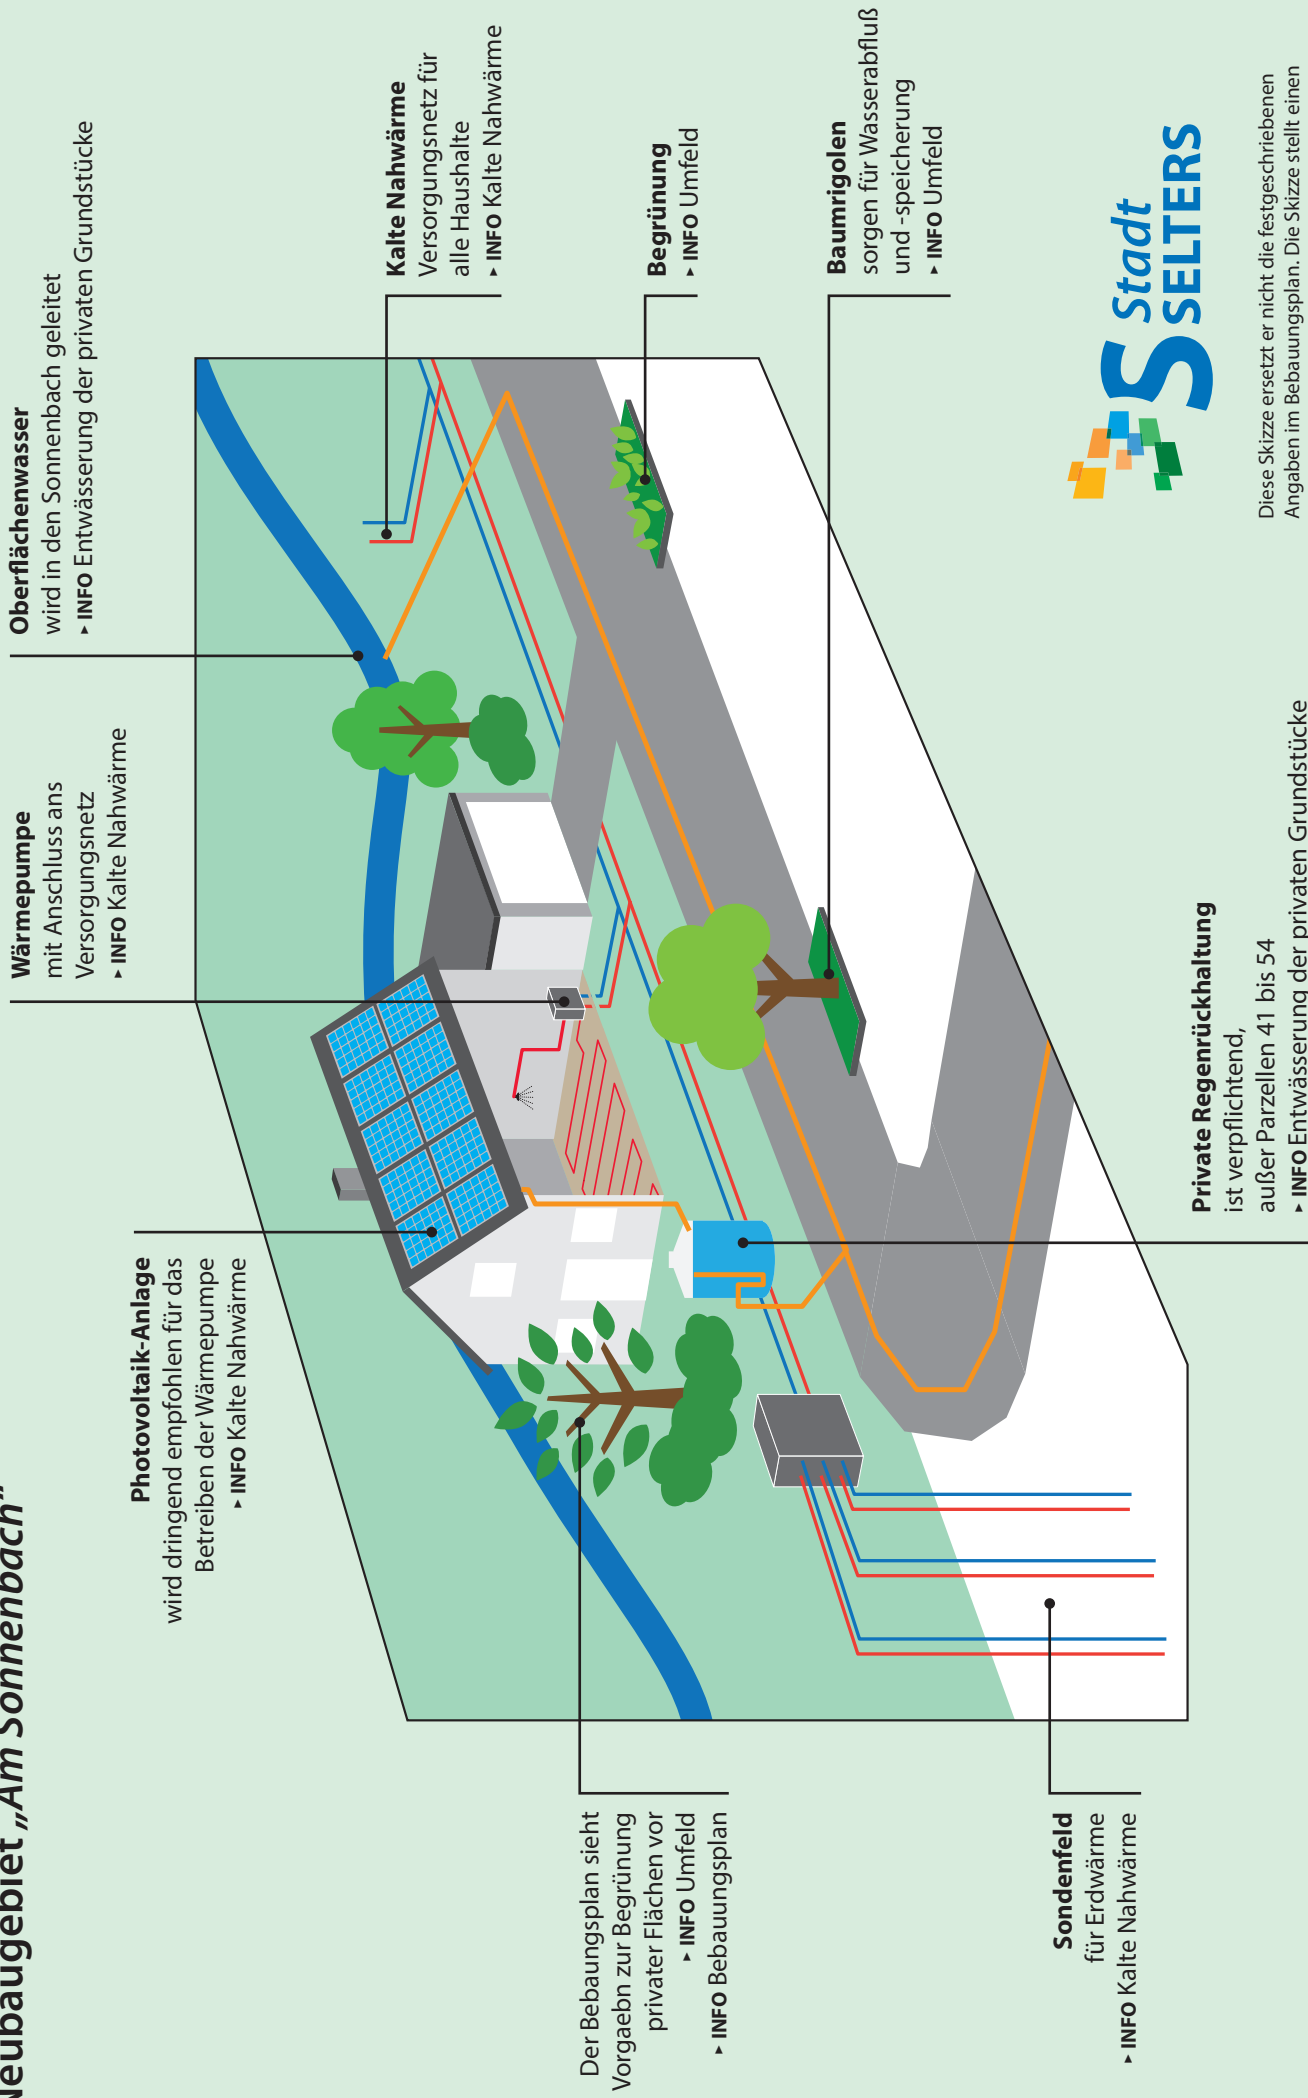 Neubaugebiet „Am Sonnenbach“
Photovoltaik-Anlage
wird dringend empfohlen für das
Betreiben der Wärmepumpe
▸ INFO Kalte Nahwärme
Wärmepumpe
mit Anschluss ans
Versorgungsnetz
▸ INFO Kalte Nahwärme
Oberflächenwasser
wird in den Sonnenbach geleitet
▸ INFO Entwässerung der privaten Grundstücke
Kalte Nahwärme
Versorgungsnetz für
alle Haushalte
▸ INFO Kalte Nahwärme
Begrünung
▸ INFO Umfeld
Baumrigolen
sorgen für Wasserabfluß
und -speicherung
▸ INFO Umfeld
Der Bebaungsplan sieht
Vorgaebn zur Begrünung
privater Flächen vor
▸ INFO Umfeld
▸ INFO Bebauungsplan
Sondenfeld
für Erdwärme
▸ INFO Kalte Nahwärme
Private Regenrückhaltung
ist verpflichtend,
außer Parzellen 41 bis 54
▸ INFO Entwässerung der privaten Grundstücke
S Stadt
SELTERS
Diese Skizze ersetzt er nicht die festgeschriebenen
Angaben im Bebauungsplan. Die Skizze stellt einen